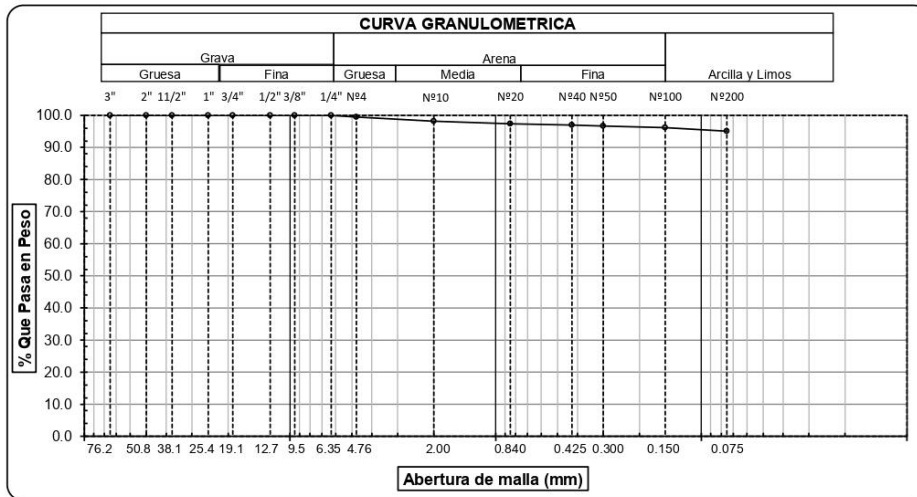 CURVA GRANULOMETRICA
Grava Arena
Gruesa Fina Gruesa Media Fina Arcilla y Limos
3" 2" 11/2" 1" 3/4" 1/2" 3/8" 1/4" Nº4 Nº10 Nº20 Nº40 Nº50 Nº100 Nº200
100.0
90.0
80.0
70.0
60.0
50.0
40.0
30.0
20.0
10.0
0.0
% Que Pasa en Peso
76.2 50.8 38.1 25.4 19.1 12.7 9.5 6.35 4.76 2.00 0.840 0.425 0.300 0.150 0.075
Abertura de malla (mm)